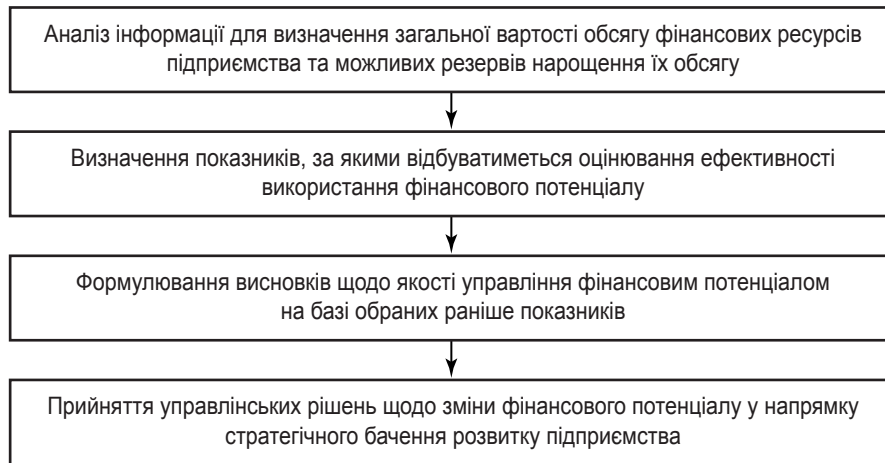 Аналіз інформації для визначення загальної вартості обсягу фінансових ресурсів
підприємства та можливих резервів нарощення їх обсягу
Визначення показників, за якими відбуватиметься оцінювання ефективності
використання фінансового потенціалу
Формулювання висновків щодо якості управління фінансовим потенціалом
на базі обраних раніше показників
Прийняття управлінських рішень щодо зміни фінансового потенціалу у напрямку
стратегічного бачення розвитку підприємства